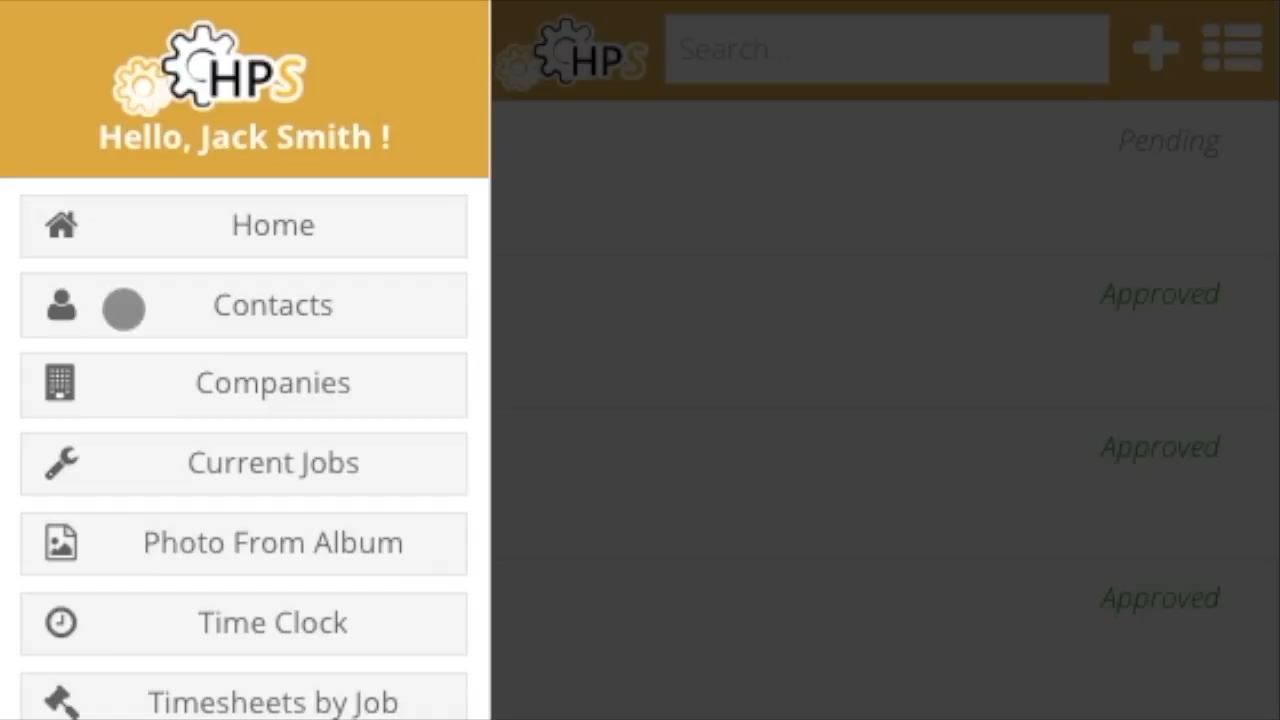 HPS
Hello, Jack Smith !
Home
Contacts
Companies
Current Jobs
Photo From Album
Time Clock
Timesheets by Job
HPS
Search...
Pending
Approved
Approved
Approved